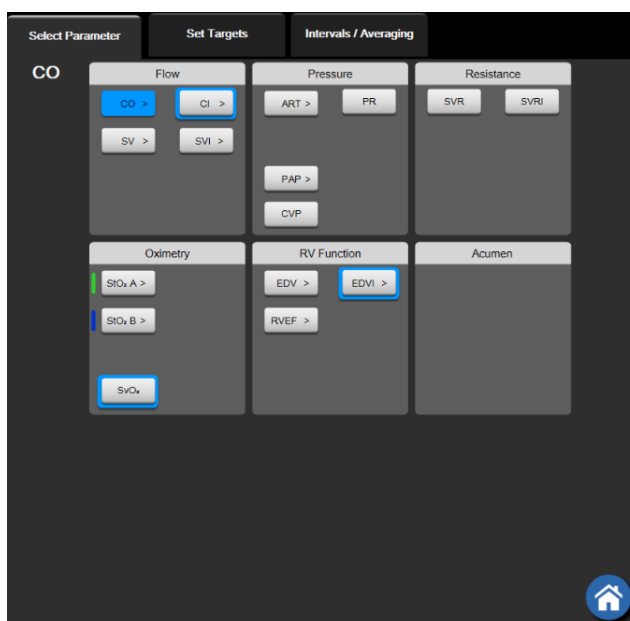 Select Parameter
Set Targets
Intervals / Averaging
CO
Flow
CO >
CI >
SV >
SVI >
Pressure
ART >
PR
PAP >
CVP
Resistance
SVR
SVRI
Oximetry
StO₂ A >
StO₂ B >
SvO₂
RV Function
EDV >
EDVI >
RVEF >
Acumen